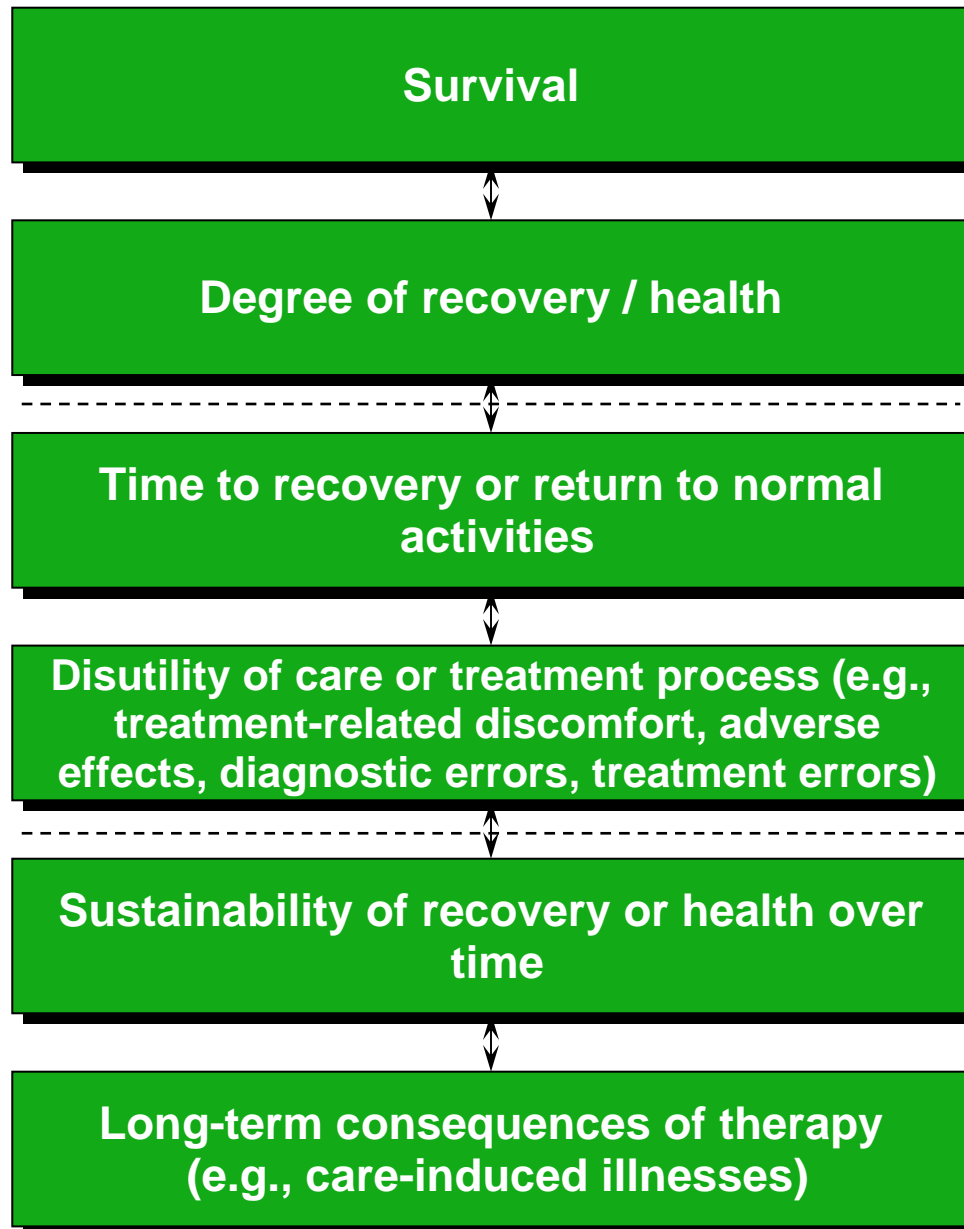 Survival
Degree of recovery / health
Time to recovery or return to normal
activities
Disutility of care or treatment process (e.g.,
treatment-related discomfort, adverse
effects, diagnostic errors, treatment errors)
Sustainability of recovery or health over
time
Long-term consequences of therapy
(e.g., care-induced illnesses)